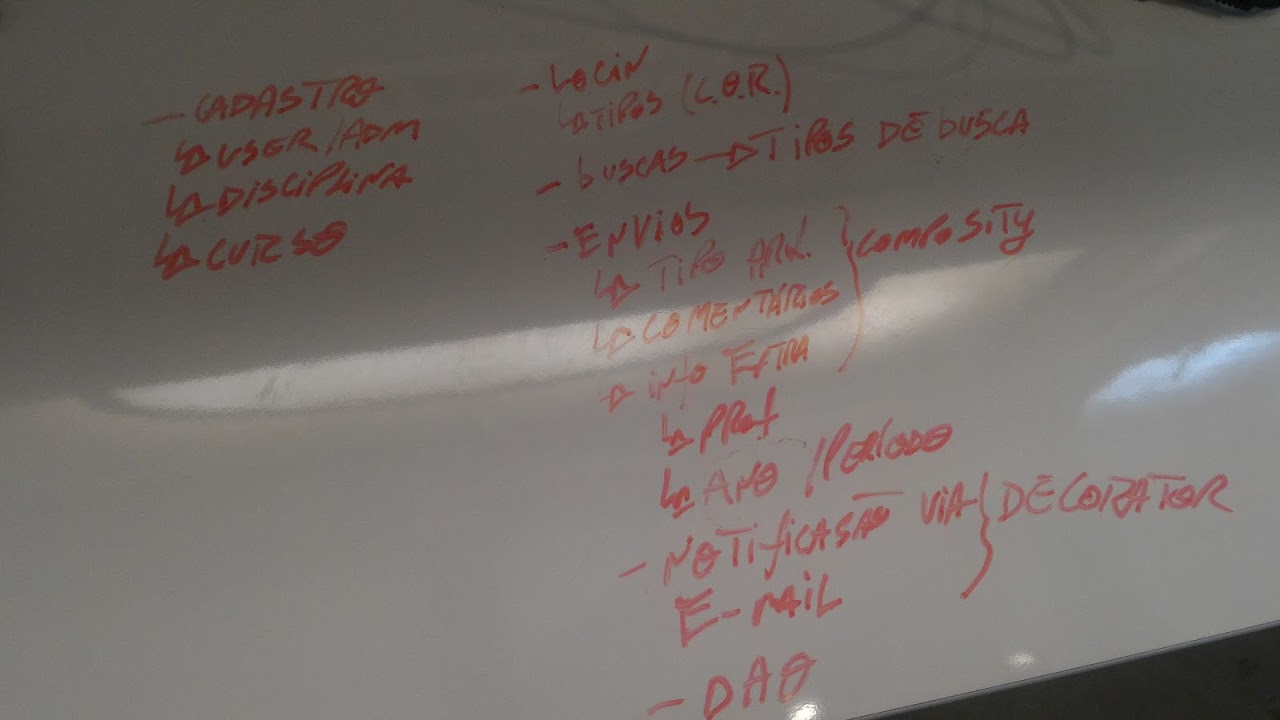 - CADASTRO
↳ USER/ADM
↳ DISCIPLINA
↳ CURSO
- LOGIN
↳ TIPOS (C.O.R.)
- buscas → TIPOS DE bUSCA
- ENVIOS
↳ TIPO ARQ.
↳ COMENTÁRIOS
↳ info EXTRA
} COMPOSITY
↳ PROf
↳ ANO /PERÍODO
- NOTIfICASÃO VIA
E-MAIL
} DECORATOR
- DAO